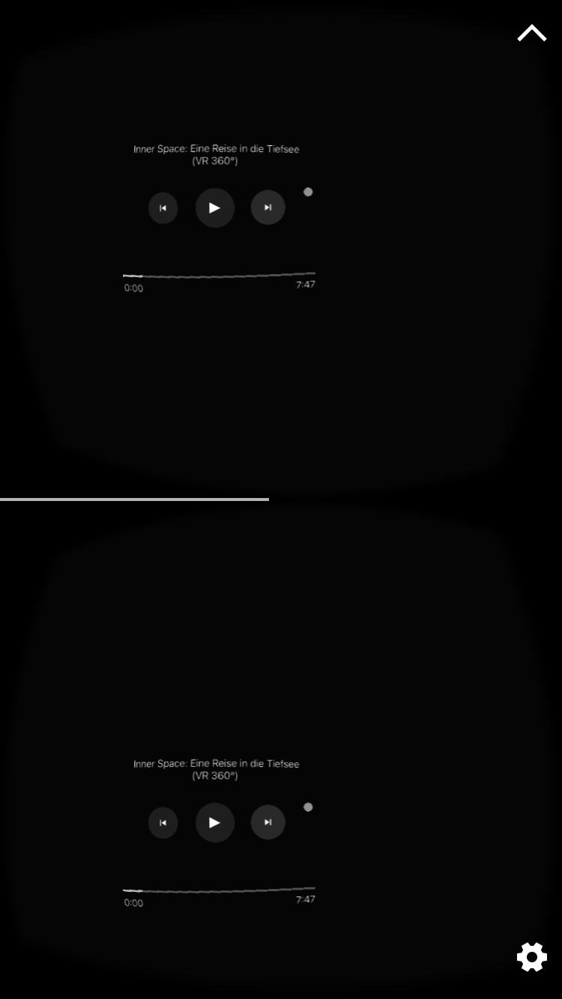 Inner Space: Eine Reise in die Tiefsee
(VR 360°)
0:00 7:47
Inner Space: Eine Reise in die Tiefsee
(VR 360°)
0:00 7:47